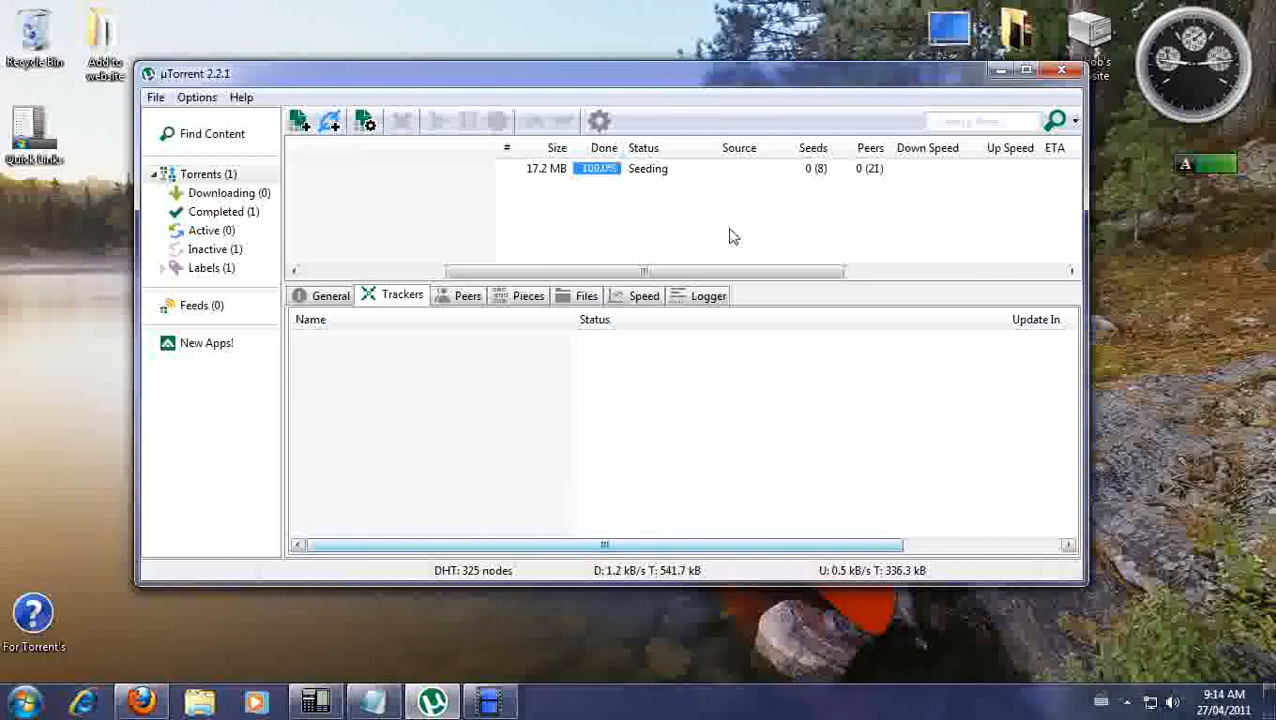 Recycle Bin
Add to
website
Quick Links
µTorrent 2.2.1
File Options Help
Find Content
Torrents (1)
Downloading (0)
Completed (1)
Active (0)
Inactive (1)
Labels (1)
Feeds (0)
New Apps!
# Size Done Status Source Seeds Peers Down Speed Up Speed ETA
17.2 MB 100.0% Seeding 0 (8) 0 (21)
General Trackers Peers Pieces Files Speed Logger
Name Status Update In
DHT: 325 nodes D: 1.2 kB/s T: 541.7 kB U: 0.5 kB/s T: 336.3 kB
A
For Torrent's
9:14 AM
27/04/2011